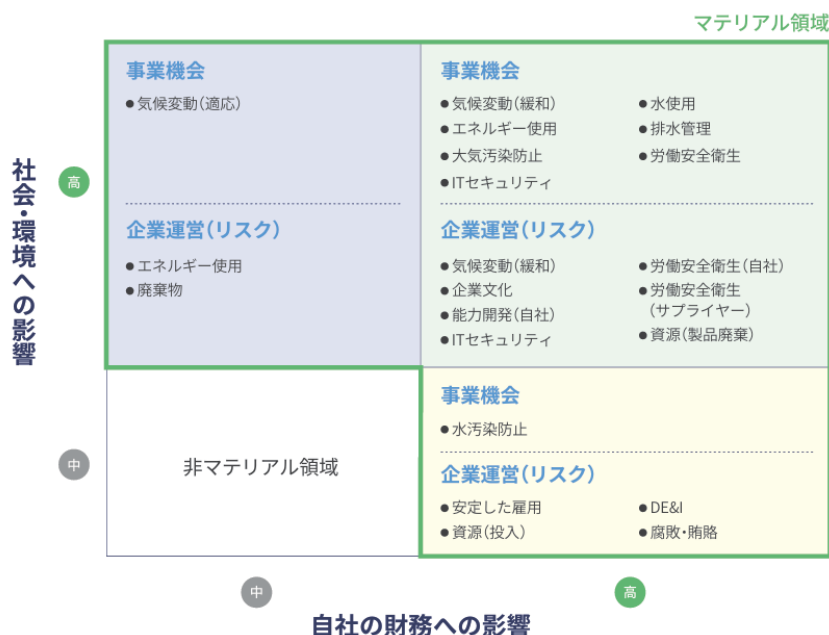 マテリアル領域
社会・環境への影響
高
事業機会
●気候変動(適応)
企業運営(リスク)
●エネルギー使用
●廃棄物
事業機会
●気候変動(緩和)
●エネルギー使用
●大気汚染防止
●ITセキュリティ
●水使用
●排水管理
●労働安全衛生
企業運営(リスク)
●気候変動(緩和)
●企業文化
●能力開発(自社)
●ITセキュリティ
●労働安全衛生(自社)
●労働安全衛生
(サプライヤー)
●資源(製品廃棄)
中
非マテリアル領域
事業機会
●水汚染防止
企業運営(リスク)
●安定した雇用
●資源(投入)
●DE&I
●腐敗・賄賂
中
高
自社の財務への影響